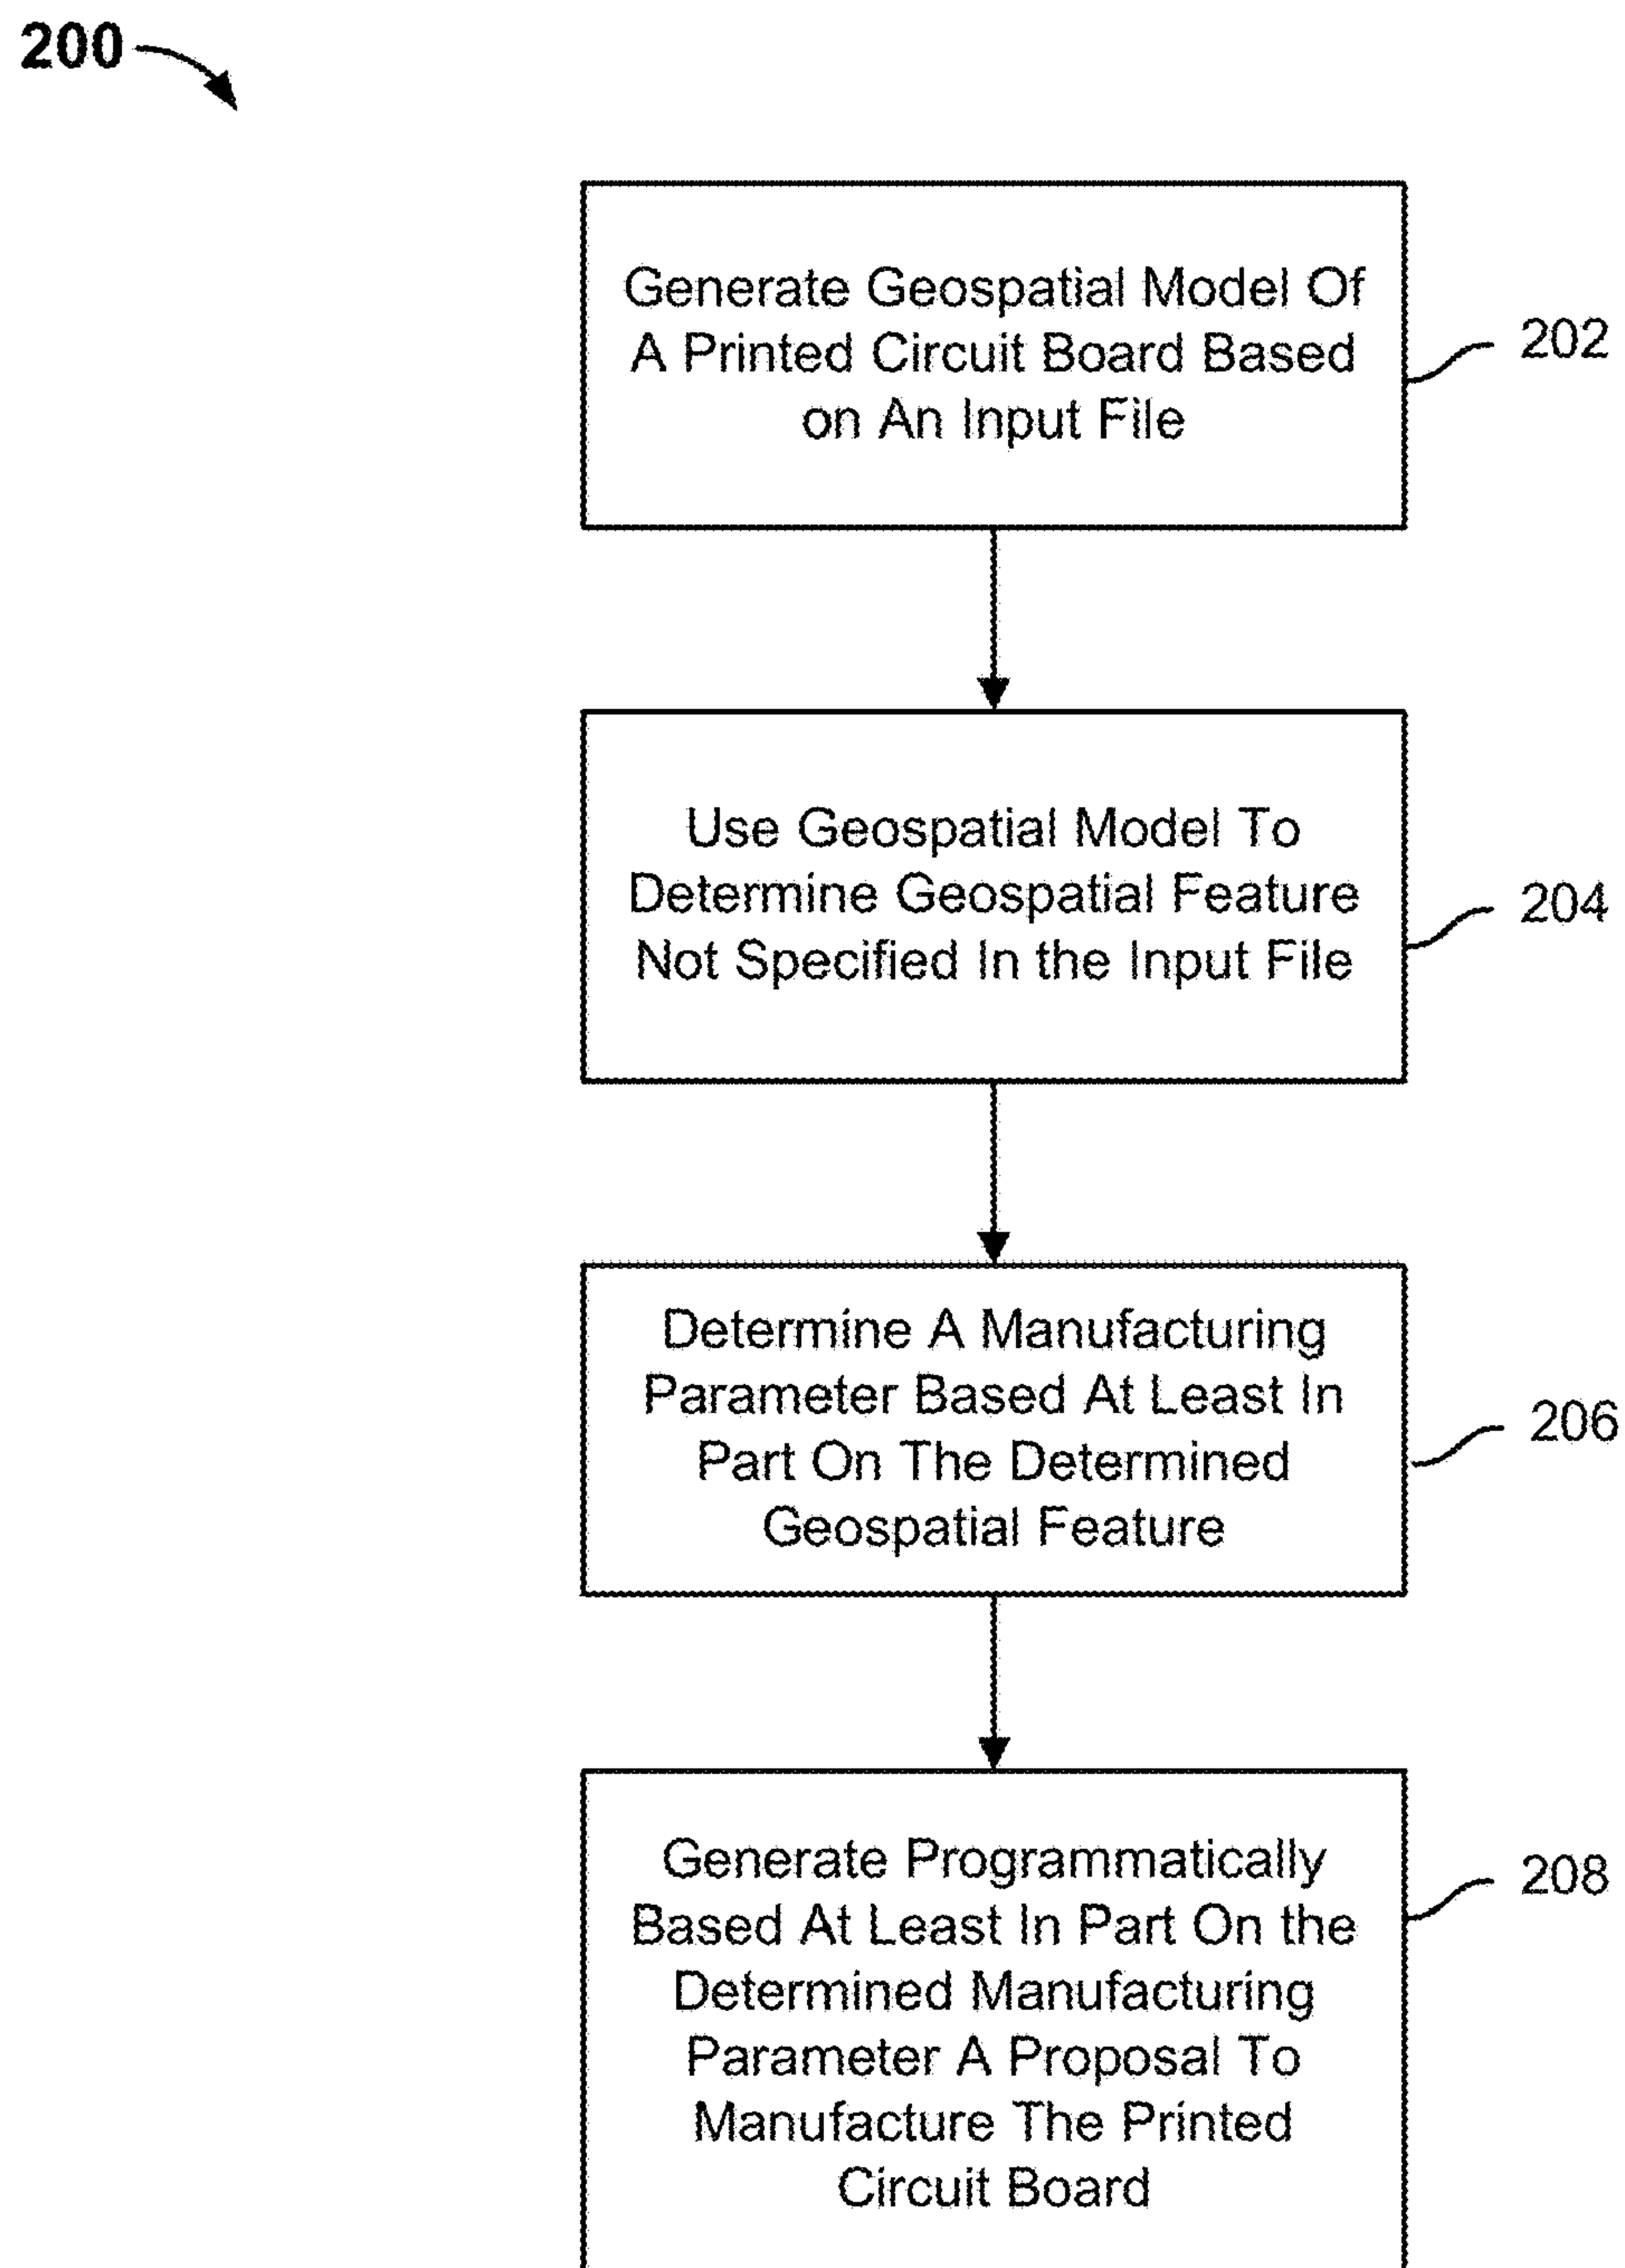 200
Generate Geospatial Model Of
A Printed Circuit Board Based
on An Input File
202
Use Geospatial Model To
Determine Geospatial Feature
Not Specified In the Input File
204
Determine A Manufacturing
Parameter Based At Least In
Part On The Determined
Geospatial Feature
206
Generate Programmatically
Based At Least In Part On the
Determined Manufacturing
Parameter A Proposal To
Manufacture The Printed
Circuit Board
208